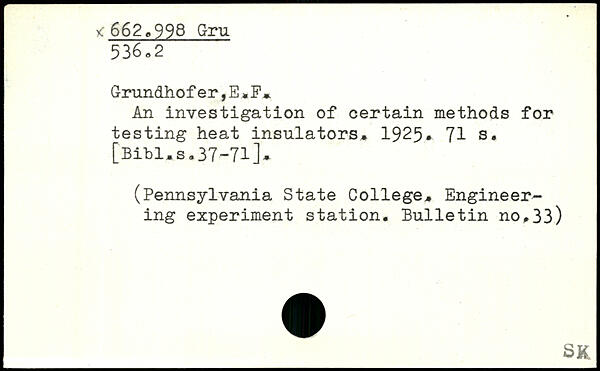 x 662.998 Gru
536.2
Grundhofer,E.F.
An investigation of certain methods for
testing heat insulators. 1925. 71 s.
[Bibl.s.37-71].
(Pennsylvania State College. Engineer-
ing experiment station. Bulletin no.33)
SK